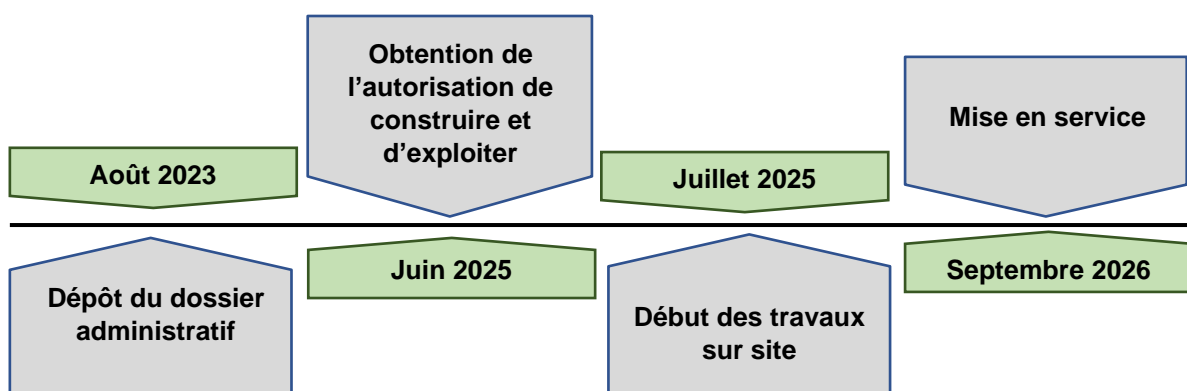 Août 2023
Dépôt du dossier
administratif
Obtention de
l'autorisation de
construire et
d'exploiter
Juin 2025
Juillet 2025
Début des travaux
sur site
Mise en service
Septembre 2026